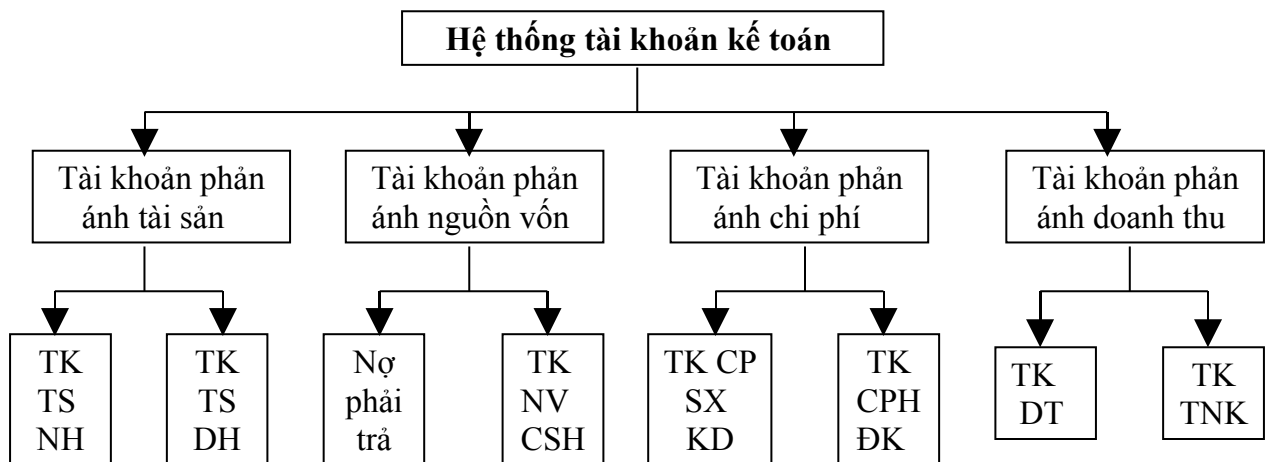 Hệ thống tài khoản kế toán
Tài khoản phản
ánh tài sản
Tài khoản phản
ánh nguồn vốn
Tài khoản phản
ánh chi phí
Tài khoản phản
ánh doanh thu
TK
TS
NH
TK
TS
DH
Nợ
phải
trả
TK
NV
CSH
TK CP
SX
KD
TK
CPH
ĐK
TK
DT
TK
TNK